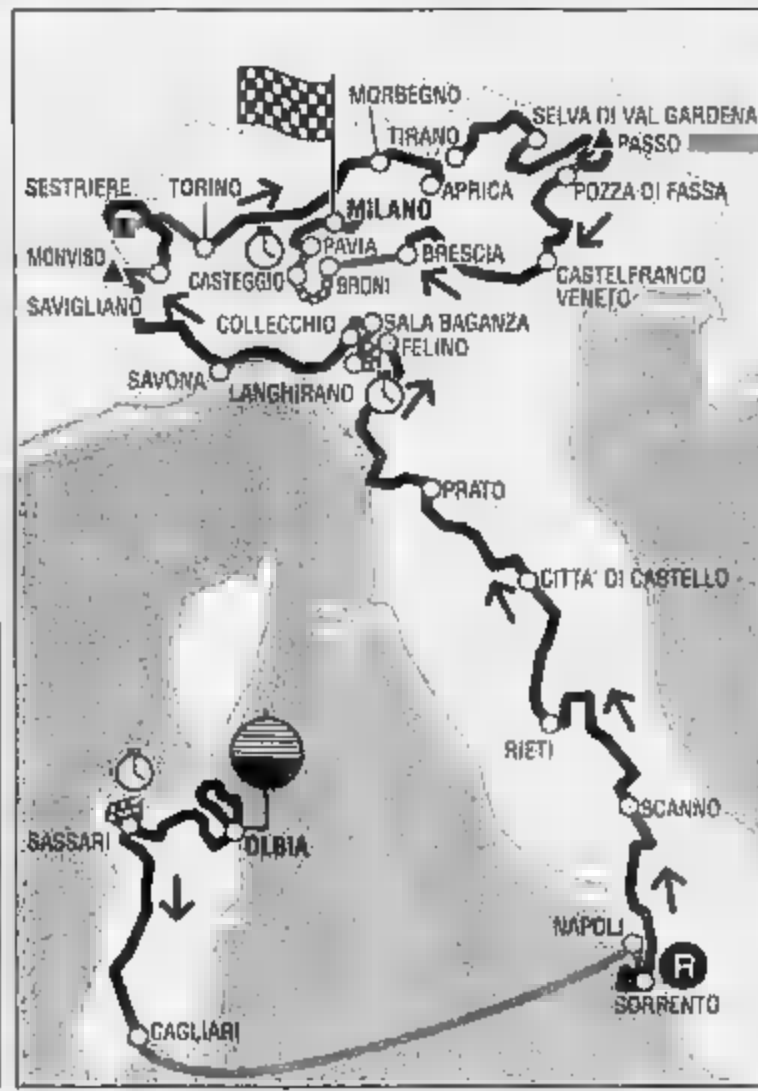 MORBEGNO
SELVA DI VAL GARDENA
TIRANO
PASSO
SESTRIERE
TORINO
APRICA
POZZA DI FASSA
MILANO
MONVISO
PAVIA
BRESCIA
CASTEGGIO
BRONI
CASTELFRANCO
VENETO
SAVIGLIANO
COLLECCHIO
SALA BAGANZA
FELINO
SAVONA
LANGHIRANO
PRATO
CITTA' DI CASTELLO
RIETI
SCANNO
SASSARI
OLBIA
NAPOLI
R
SORRENTO
CAGLIARI